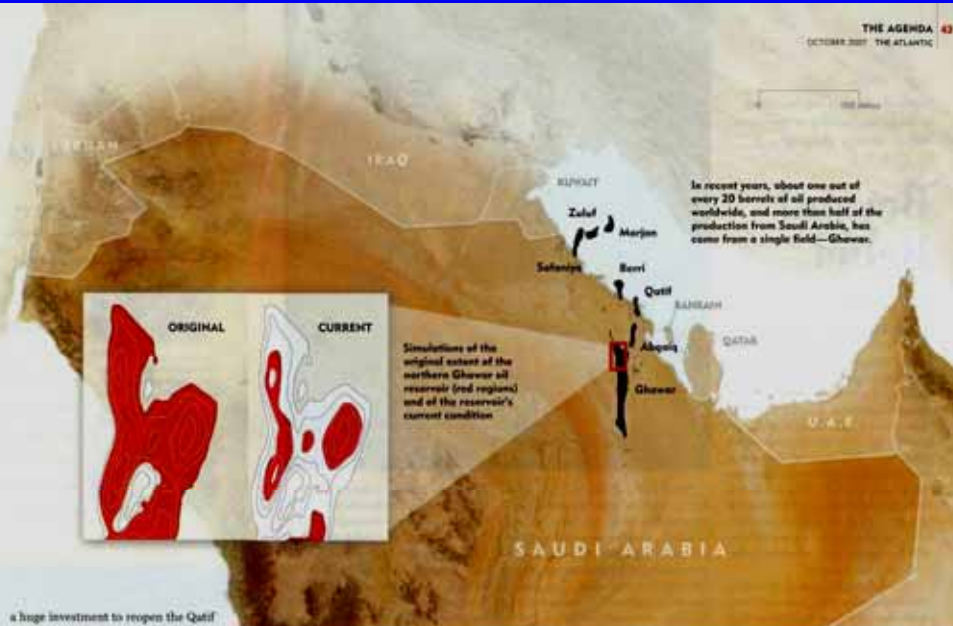 THE AGENDA 43
OCTOBER 2007 THE ATLANTIC
0
JORDAN
IRAQ
KUWAIT
In recent years, about one out of
every 20 barrels of oil produced
worldwide, and more than half of the
production from Saudi Arabia, has
come from a single field—Ghawar.
Zuluf
Marjan
Safaniya
Berri
Qatif
BAHRAIN
QATAR
Abqaiq
Ghawar
U.A.E.
ORIGINAL
CURRENT
Simulations of the
original extent of the
northern Ghawar oil
reservoir (red regions)
and of the reservoir's
current condition
SAUDI ARABIA
a huge investment to reopen the Qatif